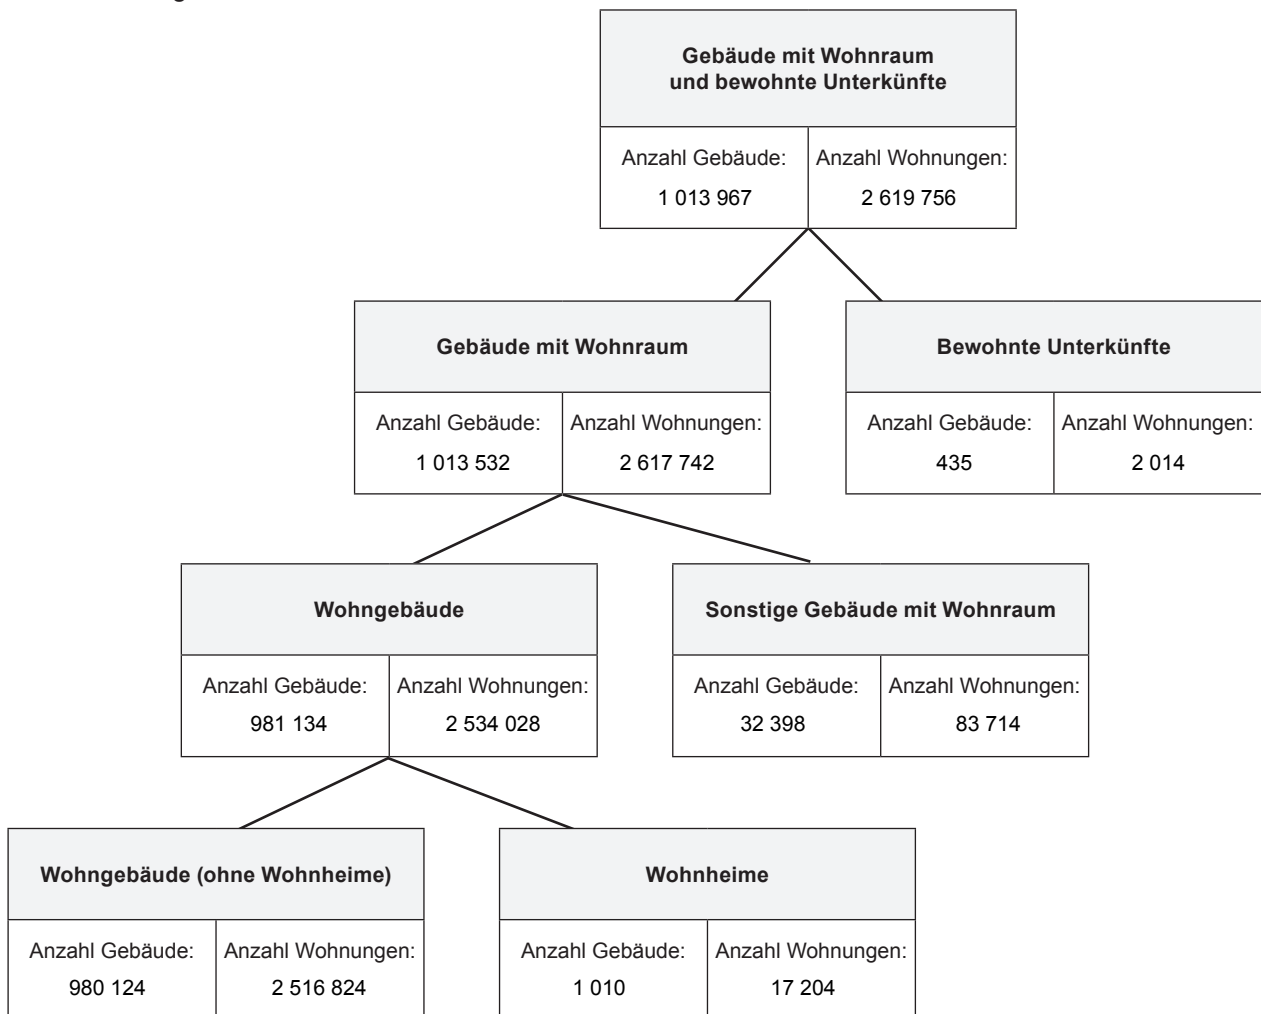 Gebäude mit Wohnraum
und bewohnte Unterkünfte
Anzahl Gebäude: Anzahl Wohnungen:
1 013 967 2 619 756
Gebäude mit Wohnraum
Anzahl Gebäude: Anzahl Wohnungen:
1 013 532 2 617 742
Bewohnte Unterkünfte
Anzahl Gebäude: Anzahl Wohnungen:
435 2 014
Wohngebäude
Anzahl Gebäude: Anzahl Wohnungen:
981 134 2 534 028
Sonstige Gebäude mit Wohnraum
Anzahl Gebäude: Anzahl Wohnungen:
32 398 83 714
Wohngebäude (ohne Wohnheime)
Anzahl Gebäude: Anzahl Wohnungen:
980 124 2 516 824
Wohnheime
Anzahl Gebäude: Anzahl Wohnungen:
1 010 17 204